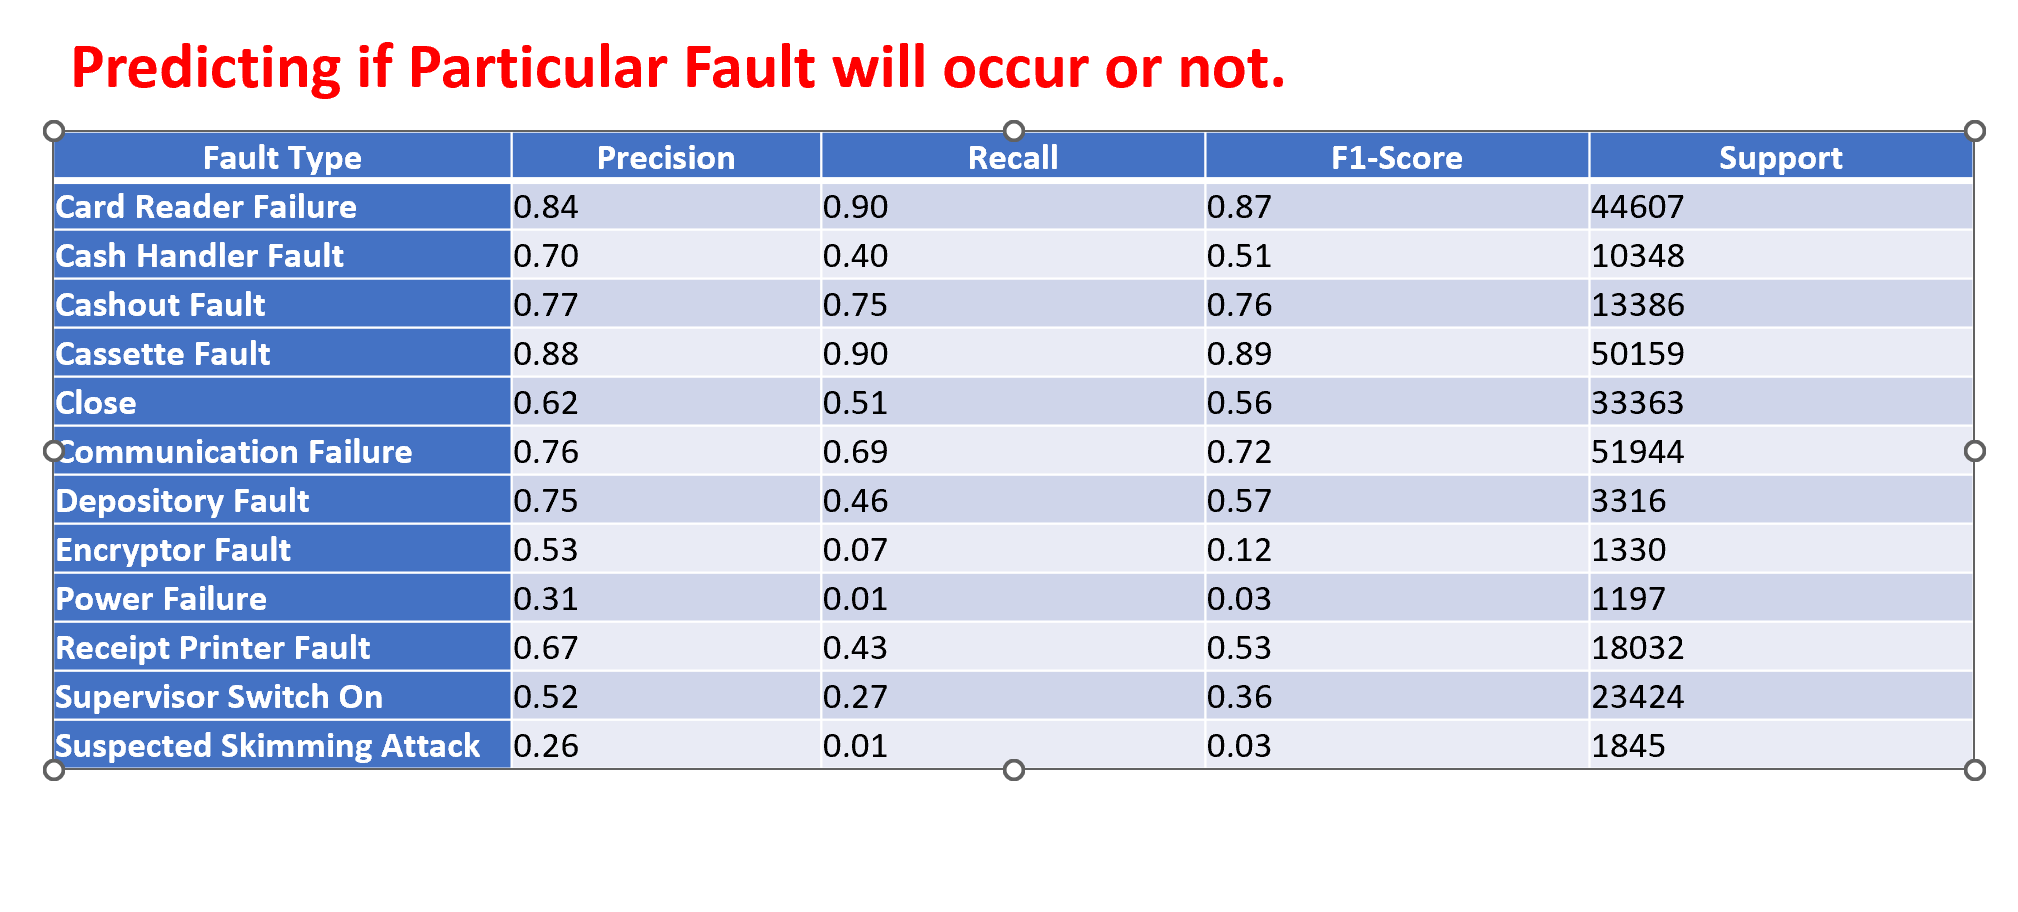 Predicting if Particular Fault will occur or not.
Fault Type Precision Recall F1-Score Support
Card Reader Failure 0.84 0.90 0.87 44607
Cash Handler Fault 0.70 0.40 0.51 10348
Cashout Fault 0.77 0.75 0.76 13386
Cassette Fault 0.88 0.90 0.89 50159
Close 0.62 0.51 0.56 33363
Communication Failure 0.76 0.69 0.72 51944
Depository Fault 0.75 0.46 0.57 3316
Encryptor Fault 0.53 0.07 0.12 1330
Power Failure 0.31 0.01 0.03 1197
Receipt Printer Fault 0.67 0.43 0.53 18032
Supervisor Switch On 0.52 0.27 0.36 23424
Suspected Skimming Attack 0.26 0.01 0.03 1845